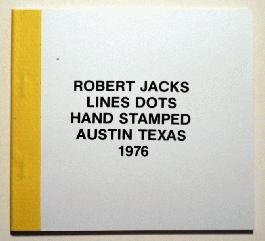 ROBERT JACKS
LINES DOTS
HAND STAMPED
AUSTIN TEXAS
1976